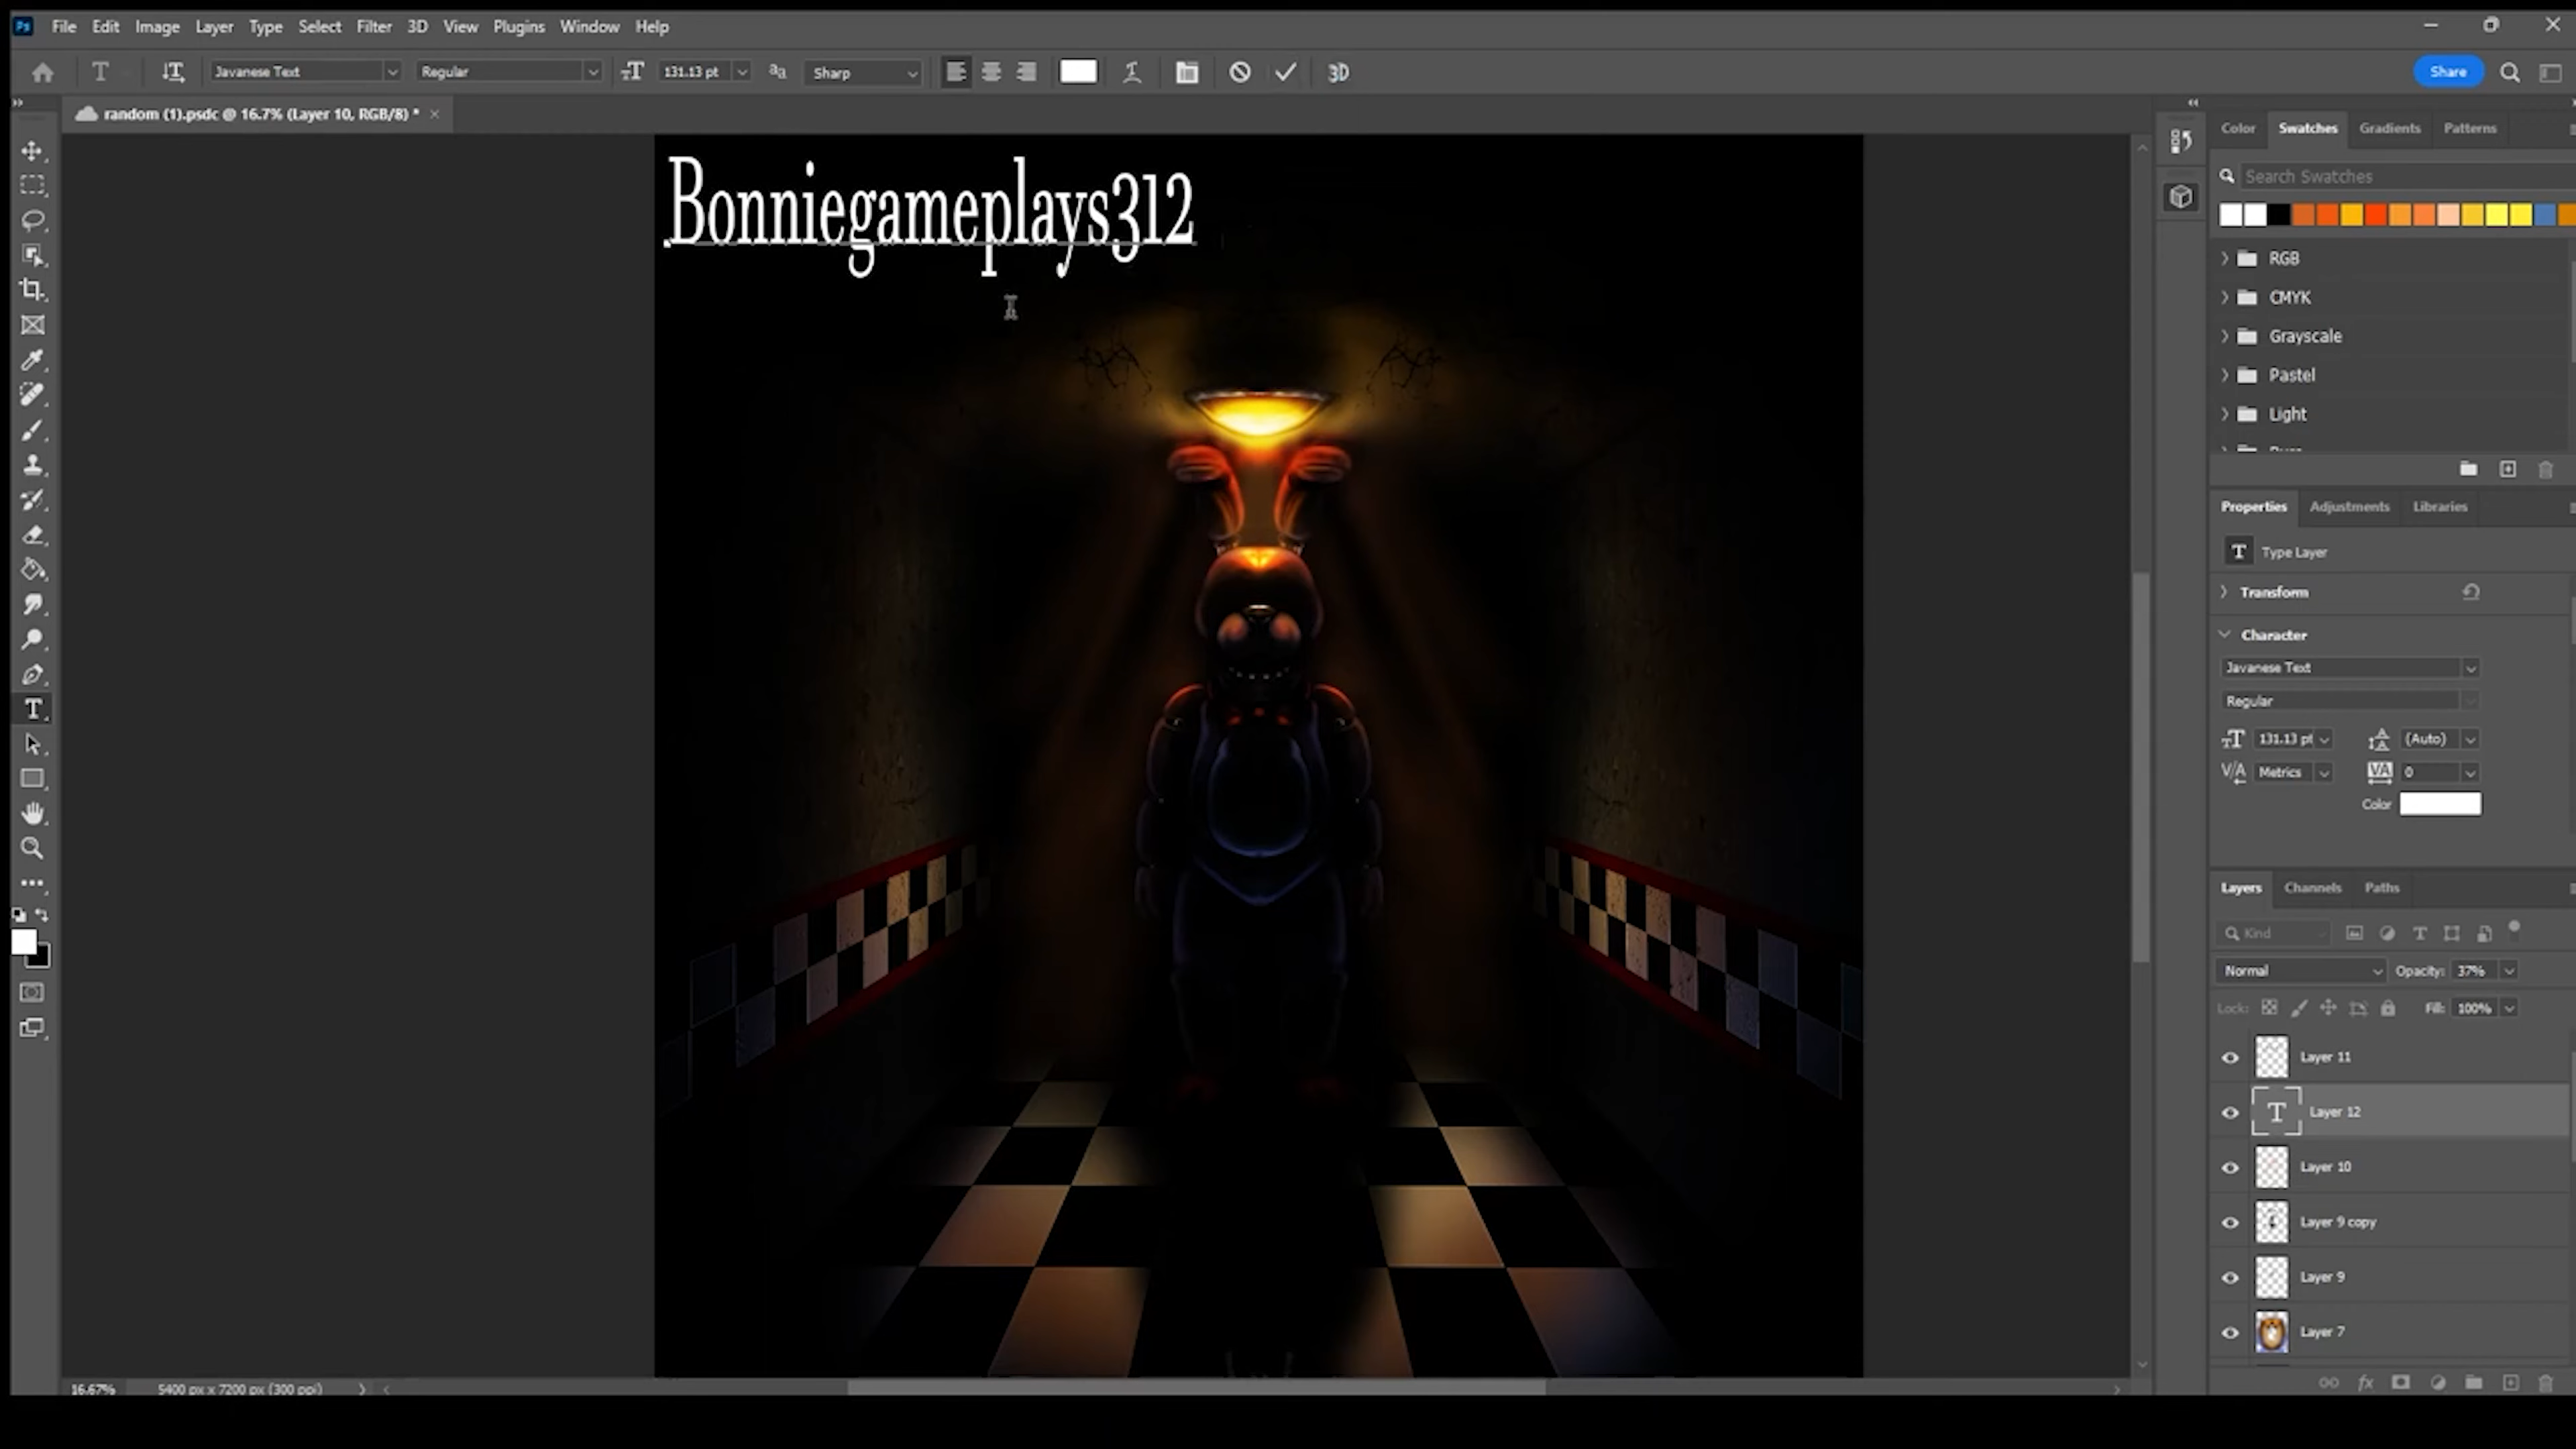 File Edit Image Layer Type Select Filter 3D View Plugins Window Help
Javanese Text Regular 131.13 pt Sharp 3D Share
random (1).psdc @ 16.7% (Layer 10, RGB/8) *
Bonniegameplays312
Color Swatches Gradients Patterns
Search Swatches
RGB
CMYK
Grayscale
Pastel
Light
Properties Adjustments Libraries
Type Layer
Transform
Character
Javanese Text
Regular
131.13 pt (Auto)
Metrics 0
Color
Layers Channels Paths
Kind
Normal Opacity: 37%
Lock: Fill: 100%
Layer 11
Layer 12
Layer 10
Layer 9 copy
Layer 9
Layer 7
16.67% 5400 px x 7200 px (300 ppi)